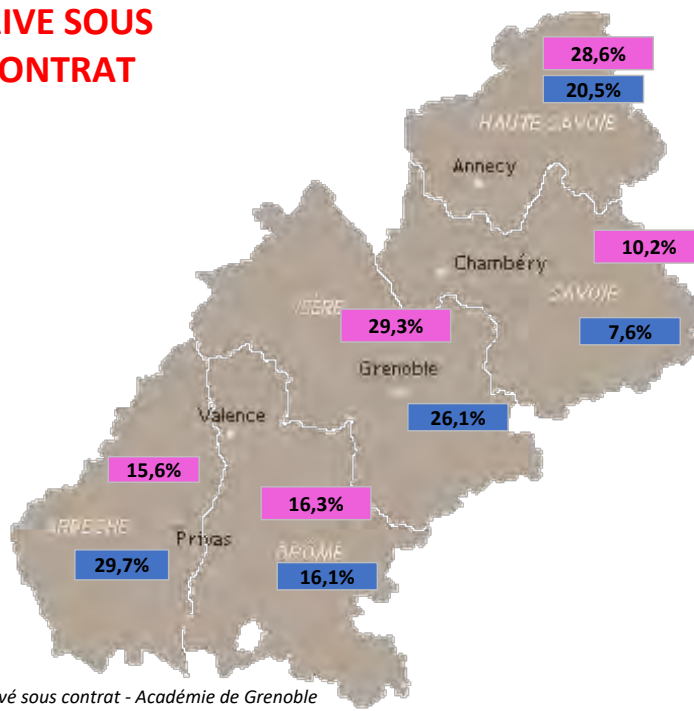 IVE SOUS
ONTRAT
28,6%
20,5%
HAUTE SAVOIE
Annecy
10,2%
Chambéry
SAVOIE
ISÈRE
29,3%
7,6%
Grenoble
Valence
26,1%
15,6%
16,3%
ARDECHE
Privas
DRÔME
29,7%
16,1%
vé sous contrat - Académie de Grenoble